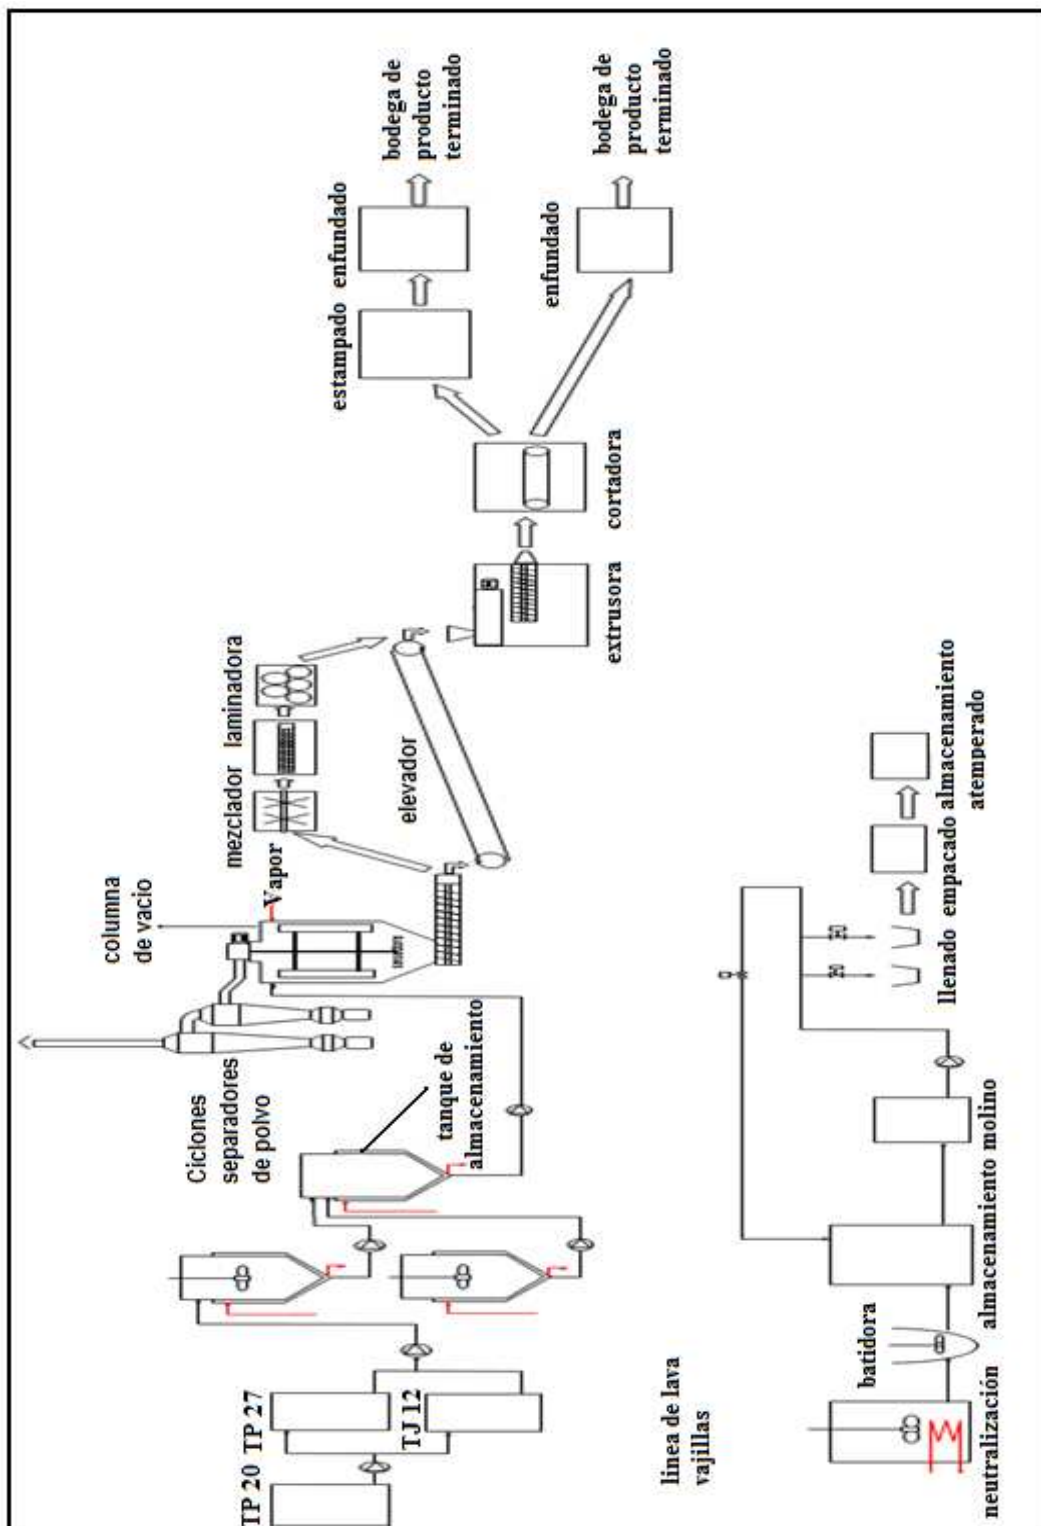 TP 20
TP 27
TJ 12
tanque de
almacenamiento
Ciclones
separadores
de polvo
columna
de vacio
Vapor
mezclador
laminadora
elevador
extrusora
cortadora
estampado
enfundado
bodega de
producto
terminado
enfundado
bodega de
producto
terminado
linea de lava
vajillas
neutralización
batidora
almacenamiento
molino
llenado
empacado
almacenamiento
atemperado